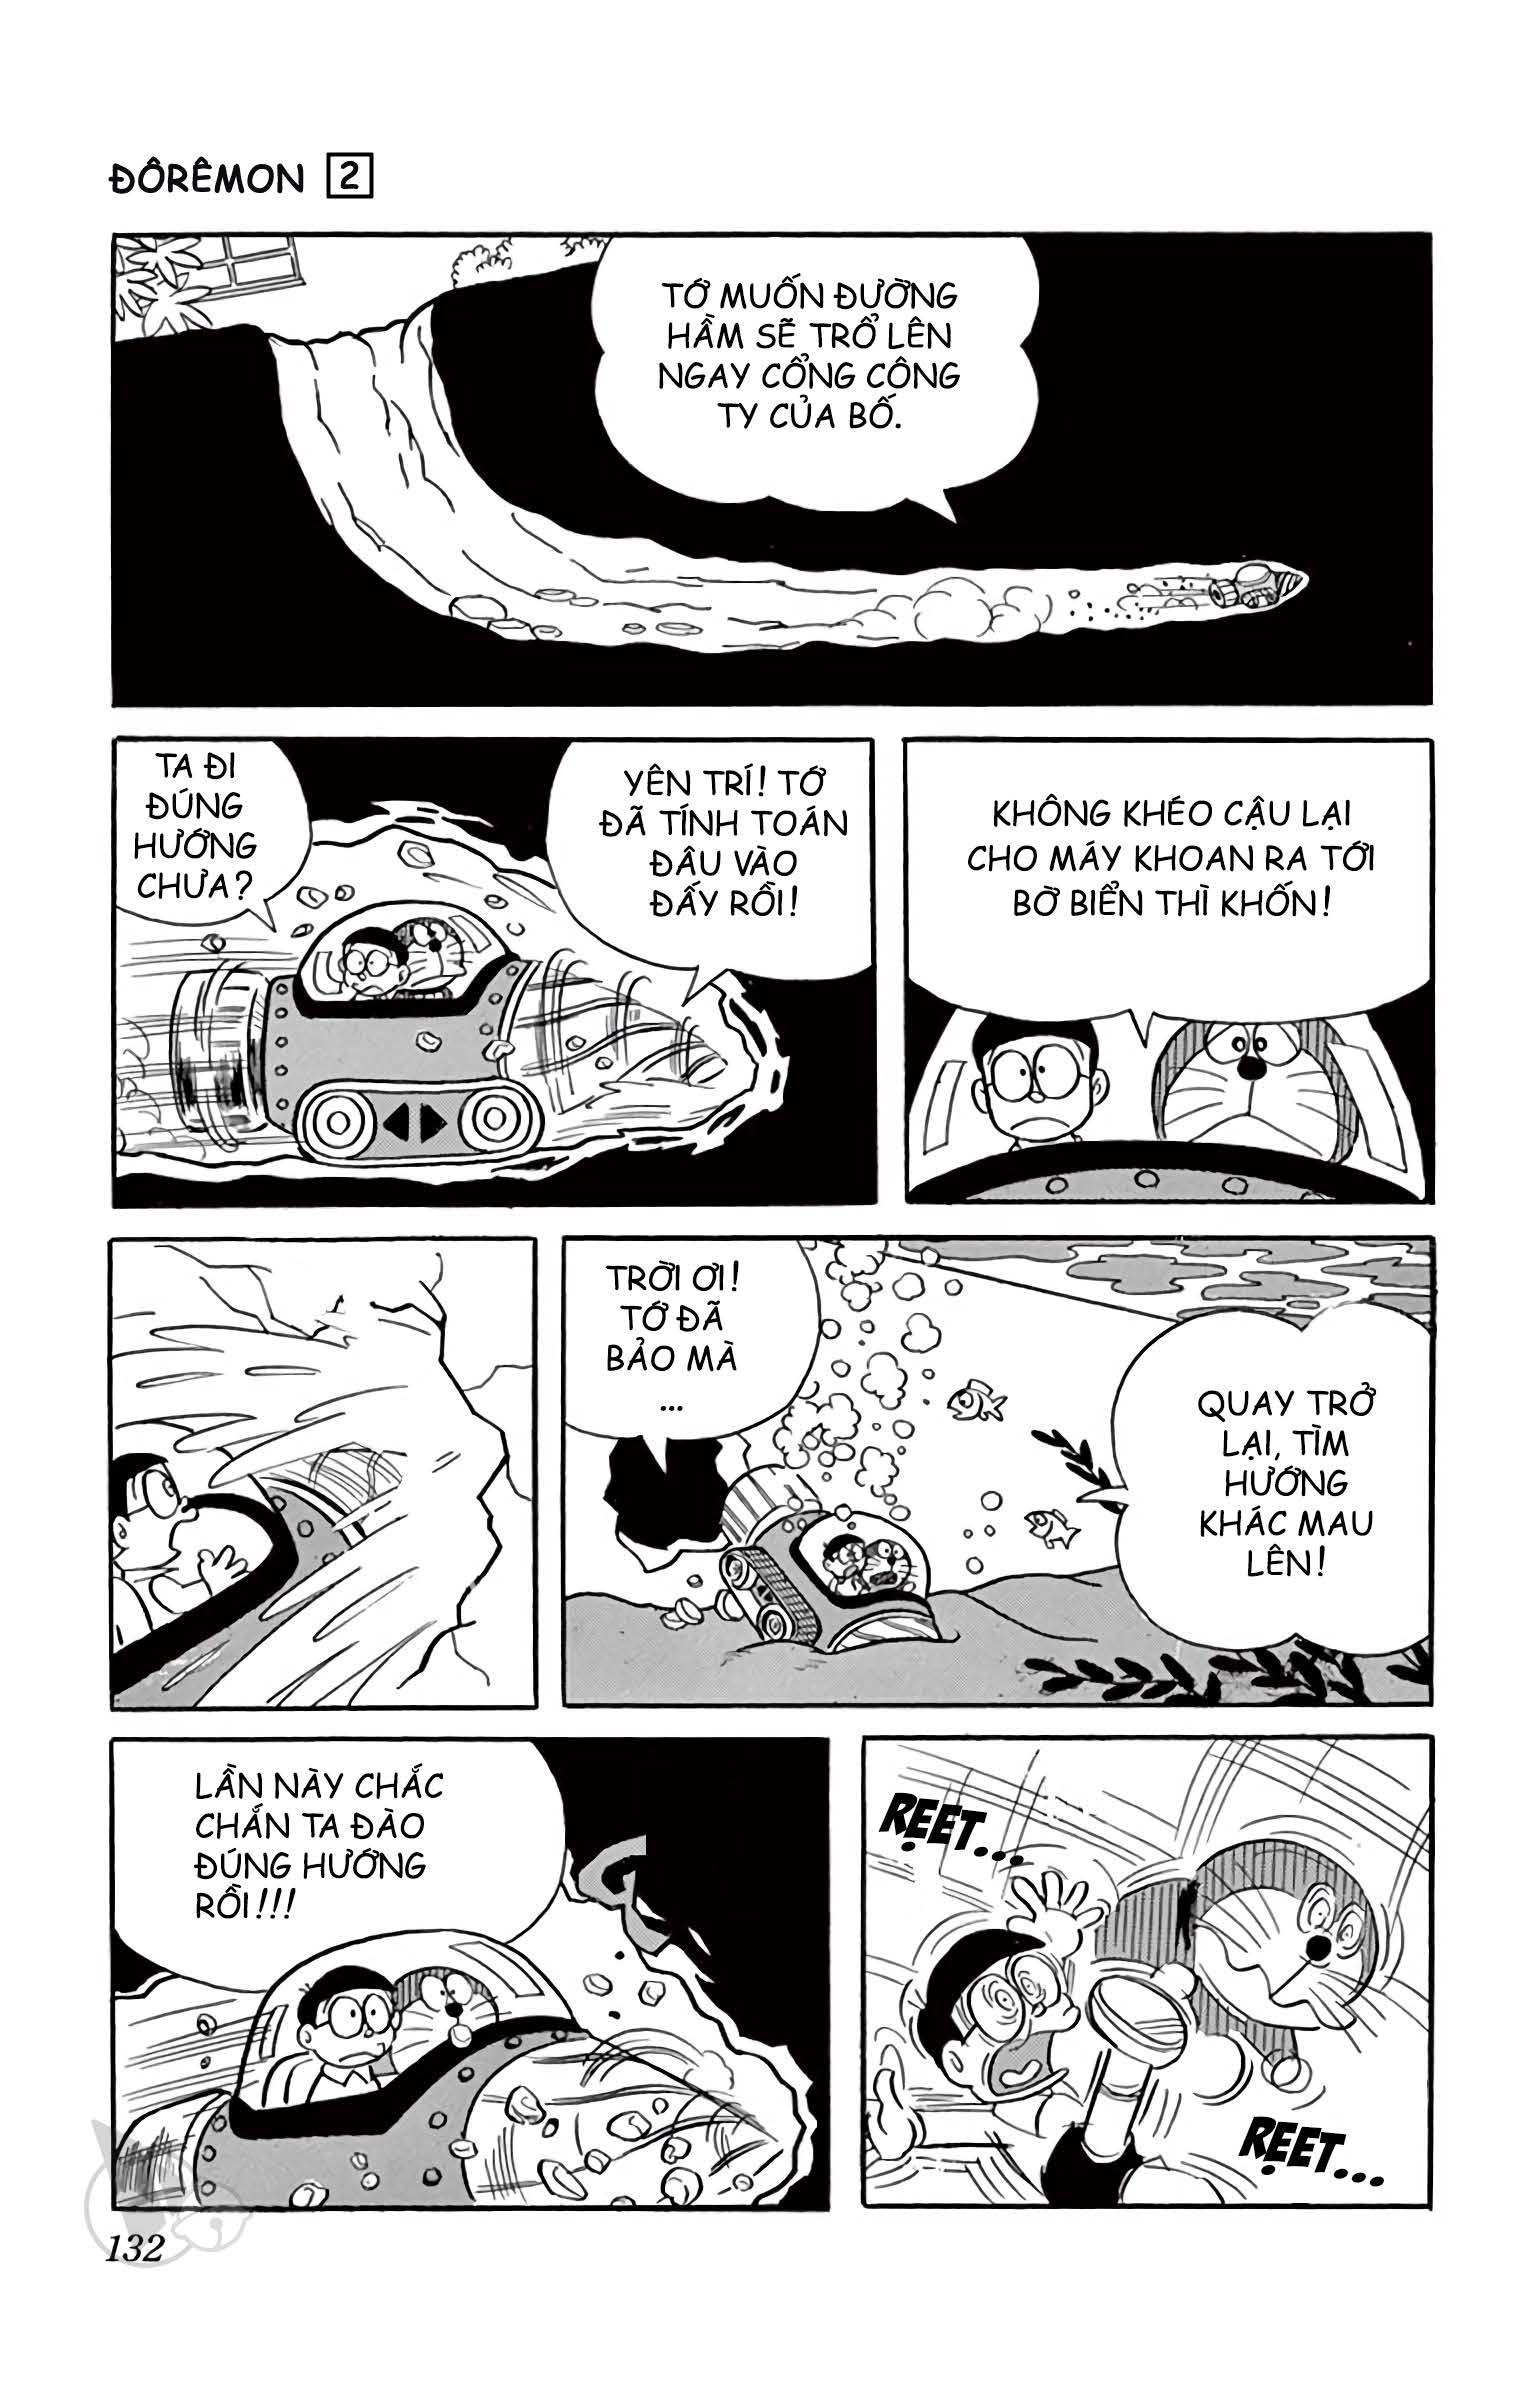 ĐÔRÊMON 2
TỚ MUỐN ĐƯỜNG
HẦM SẼ TRỔ LÊN
NGAY CỔNG CÔNG
TY CỦA BỐ.
TA ĐI
ĐÚNG
HƯỚNG
CHƯA?
YÊN TRÍ! TỚ
ĐÃ TÍNH TOÁN
ĐÂU VÀO
ĐẤY RỒI!
KHÔNG KHÉO CẬU LẠI
CHO MÁY KHOAN RA TỚI
BỜ BIỂN THÌ KHỐN!
TRỜI ƠI!
TỚ ĐÃ
BẢO MÀ
...
QUAY TRỞ
LẠI, TÌM
HƯỚNG
KHÁC MAU
LÊN!
LẦN NÀY CHẮC
CHẮN TA ĐÀO
ĐÚNG HƯỚNG
RỒI!!!
RẸET...
RẸET...
132